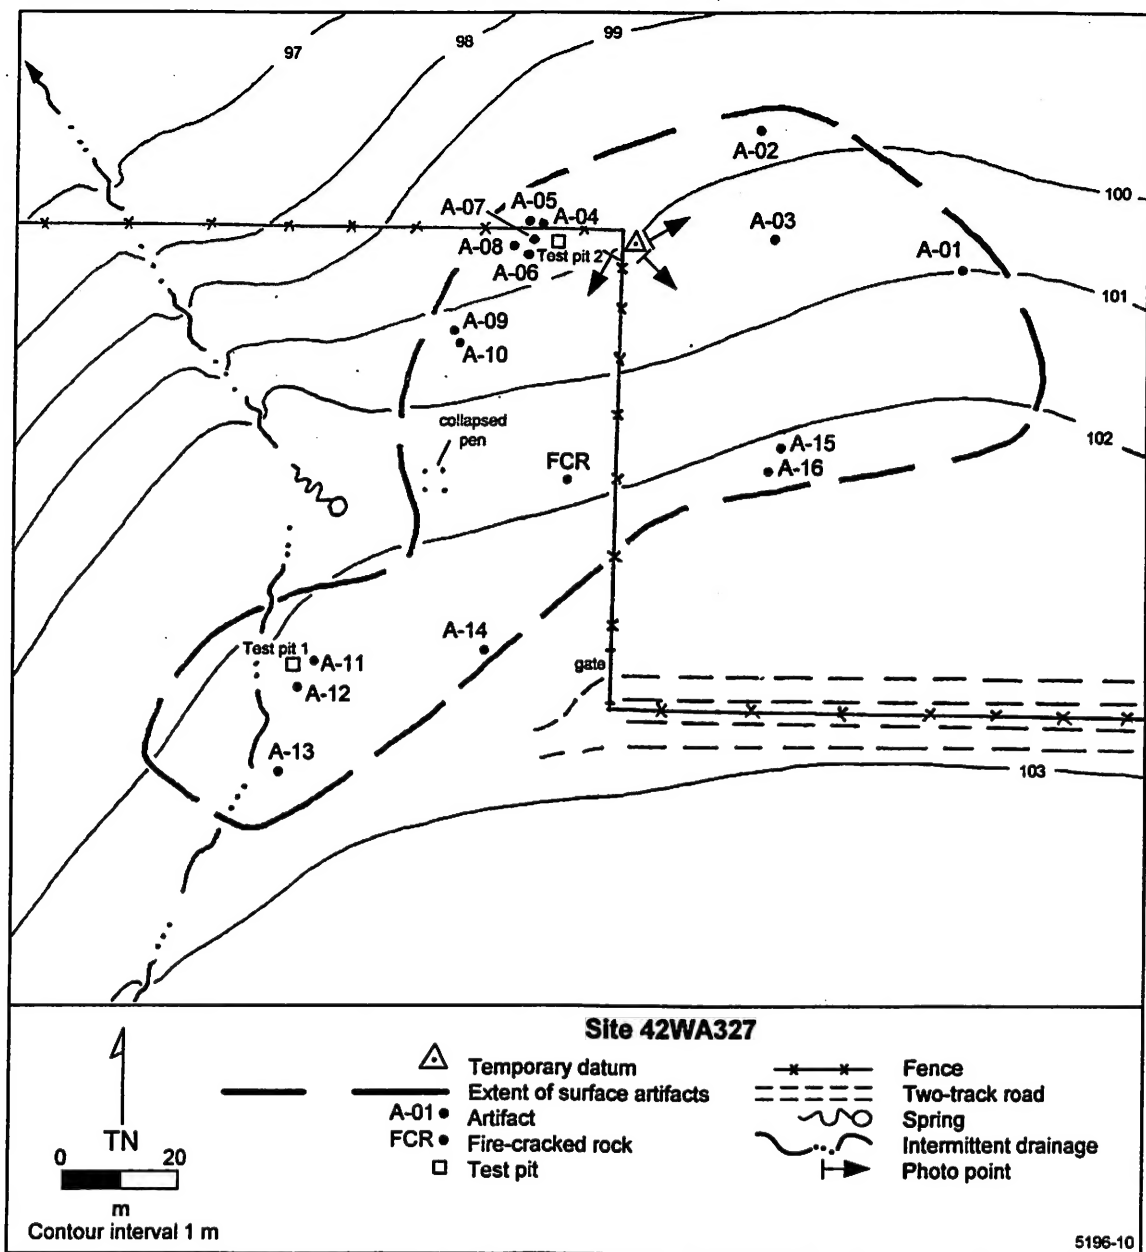 97
98
99
A-02
100
A-05
A-07
A-04
A-03
A-08
Test pit 2
A-06
A-01
101
A-09
A-10
collapsed
pen
102
A-15
FCR
A-16
A-14
Test pit 1
A-11
gate
A-12
A-13
103
Site 42WA327
Temporary datum
Fence
Extent of surface artifacts
Two-track road
A-01
Artifact
Spring
FCR
Fire-cracked rock
Intermittent drainage
TN
Test pit
Photo point
0 20
m
Contour interval 1 m
5196-10